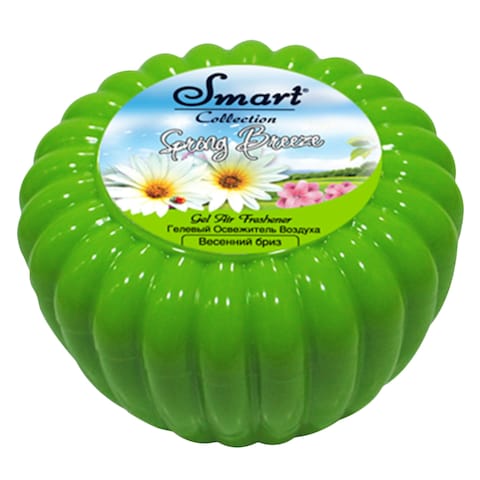 Smart®
Collection
Spring Breeze
Gel Air Freshener
Гелевый Освежитель Воздуха
Весенний бриз